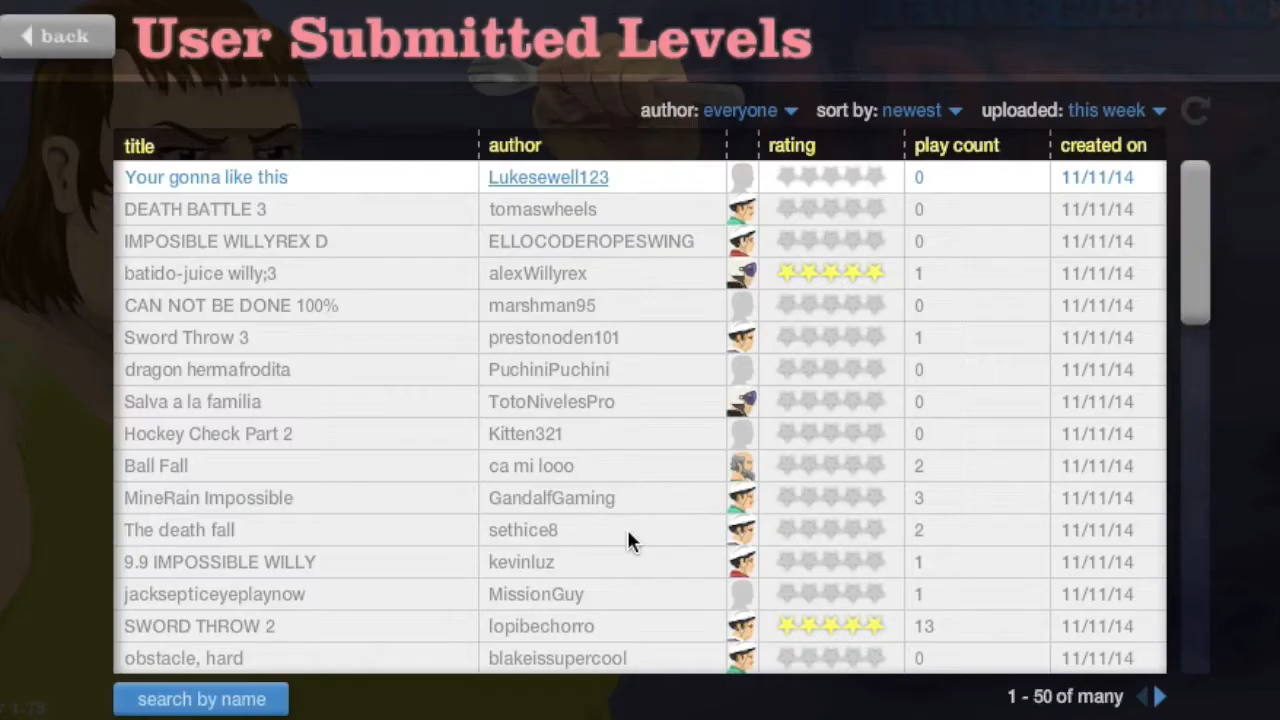 back
User Submitted Levels
author: everyone sort by: newest uploaded: this week
title author rating play count created on
Your gonna like this Lukesewell123 0 11/11/14
DEATH BATTLE 3 tomaswheels 0 11/11/14
IMPOSIBLE WILLYREX D ELLOCODEROPESWING 0 11/11/14
batido-juice willy;3 alexWillyrex 1 11/11/14
CAN NOT BE DONE 100% marshman95 0 11/11/14
Sword Throw 3 prestonoden101 1 11/11/14
dragon hermafrodita PuchiniPuchini 0 11/11/14
Salva a la familia TotoNivelesPro 0 11/11/14
Hockey Check Part 2 Kitten321 0 11/11/14
Ball Fall ca mi looo 2 11/11/14
MineRain Impossible GandalfGaming 3 11/11/14
The death fall sethice8 2 11/11/14
9.9 IMPOSSIBLE WILLY kevinluz 1 11/11/14
jacksepticeyeplaynow MissionGuy 1 11/11/14
SWORD THROW 2 lopibechorro 13 11/11/14
obstacle, hard blakeissupercool 0 11/11/14
search by name 1 - 50 of many
1.78